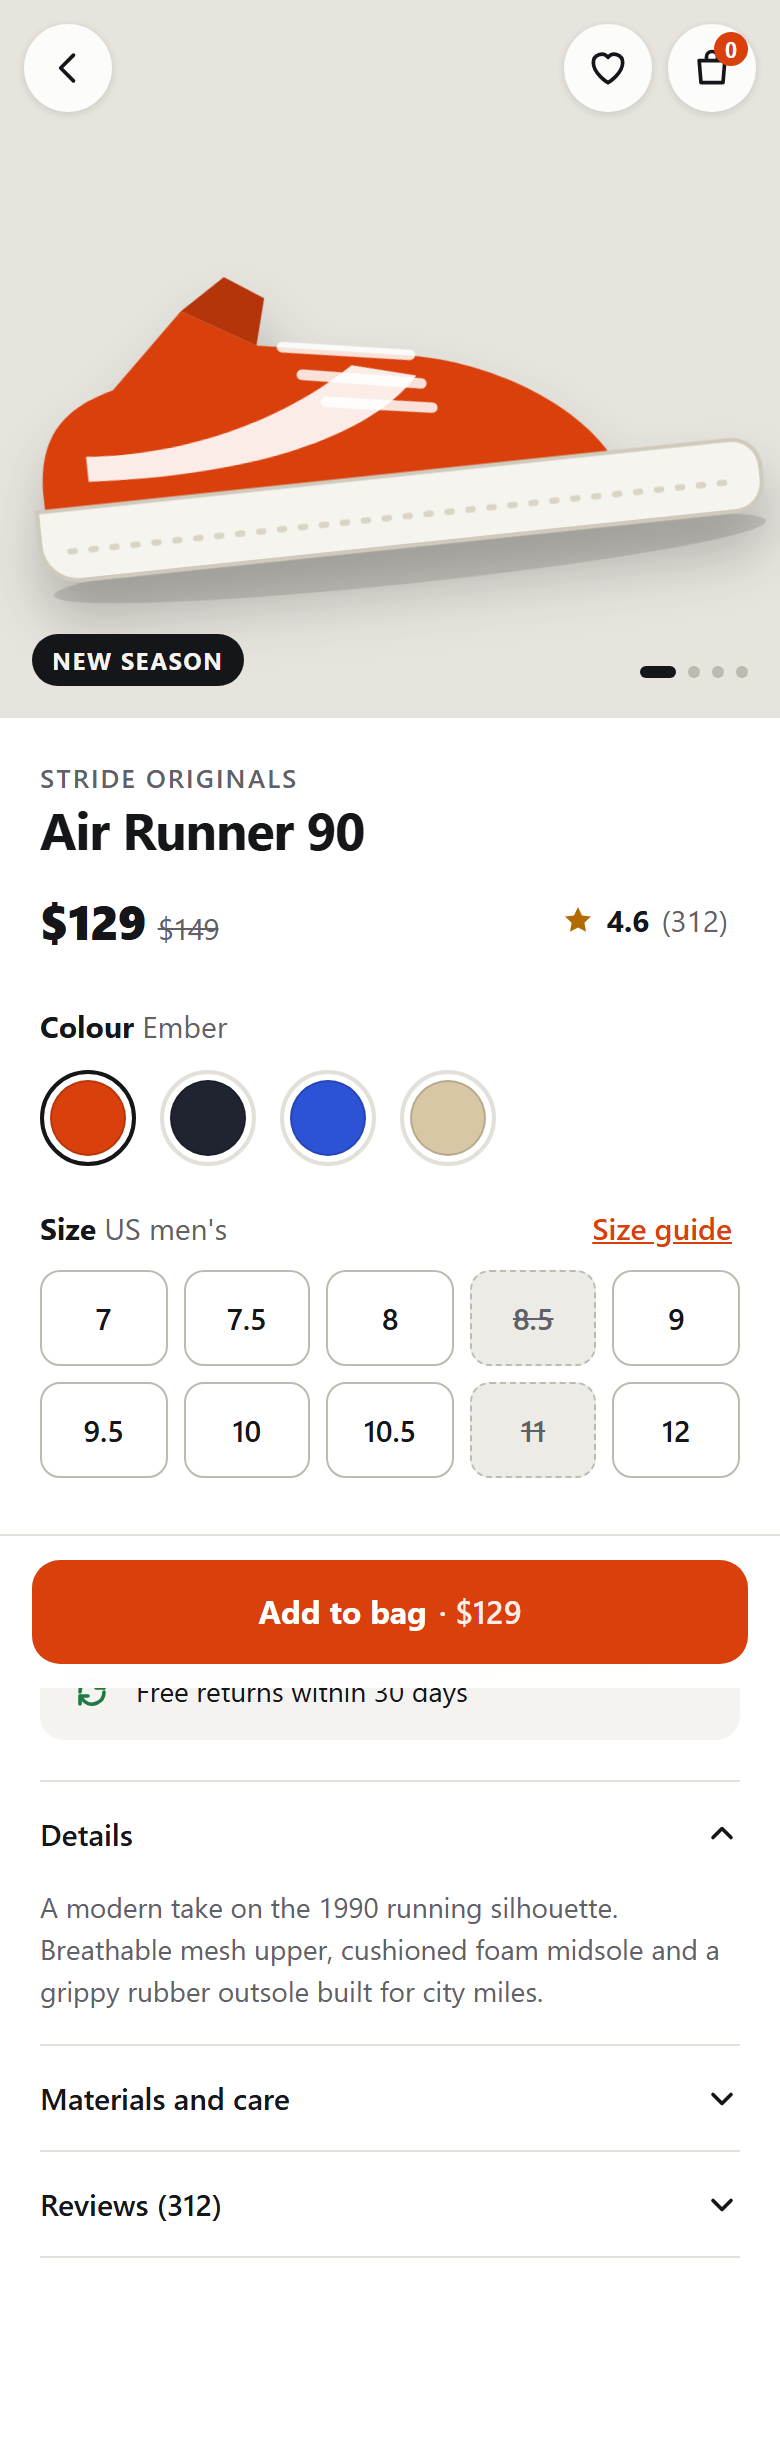 0
NEW SEASON
STRIDE ORIGINALS
Air Runner 90
$129 $149 4.6 (312)
Colour Ember
Size US men's Size guide
7 7.5 8 8.5 9
9.5 10 10.5 11 12
Add to bag · $129
Free returns within 30 days
Details
A modern take on the 1990 running silhouette.
Breathable mesh upper, cushioned foam midsole and a
grippy rubber outsole built for city miles.
Materials and care
Reviews (312)